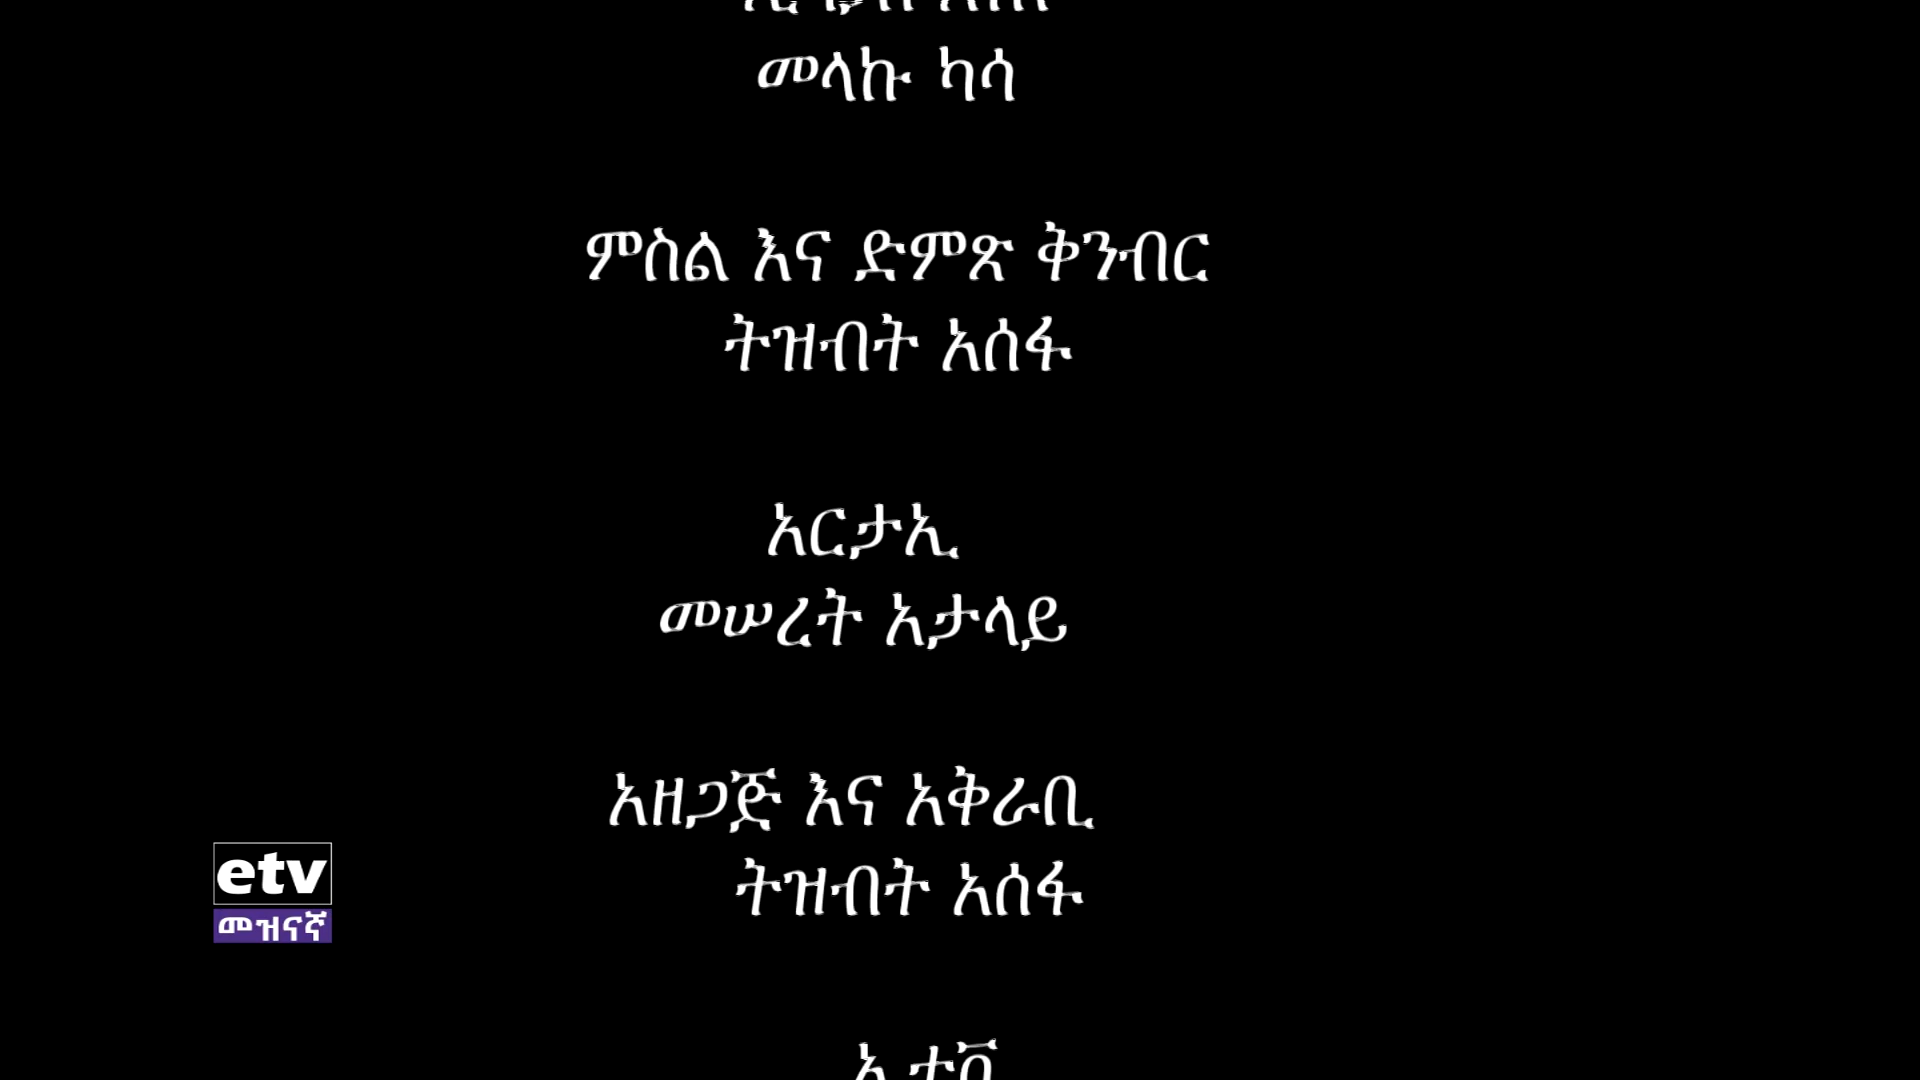 መላኩ ካሳ
ምስል እና ድምጽ ቅንብር
ትዝብት አሰፋ
አርታኢ
መሠረት አታላይ
አዘጋጅ እና አቅራቢ
ትዝብት አሰፋ
etv
መዝናኛ